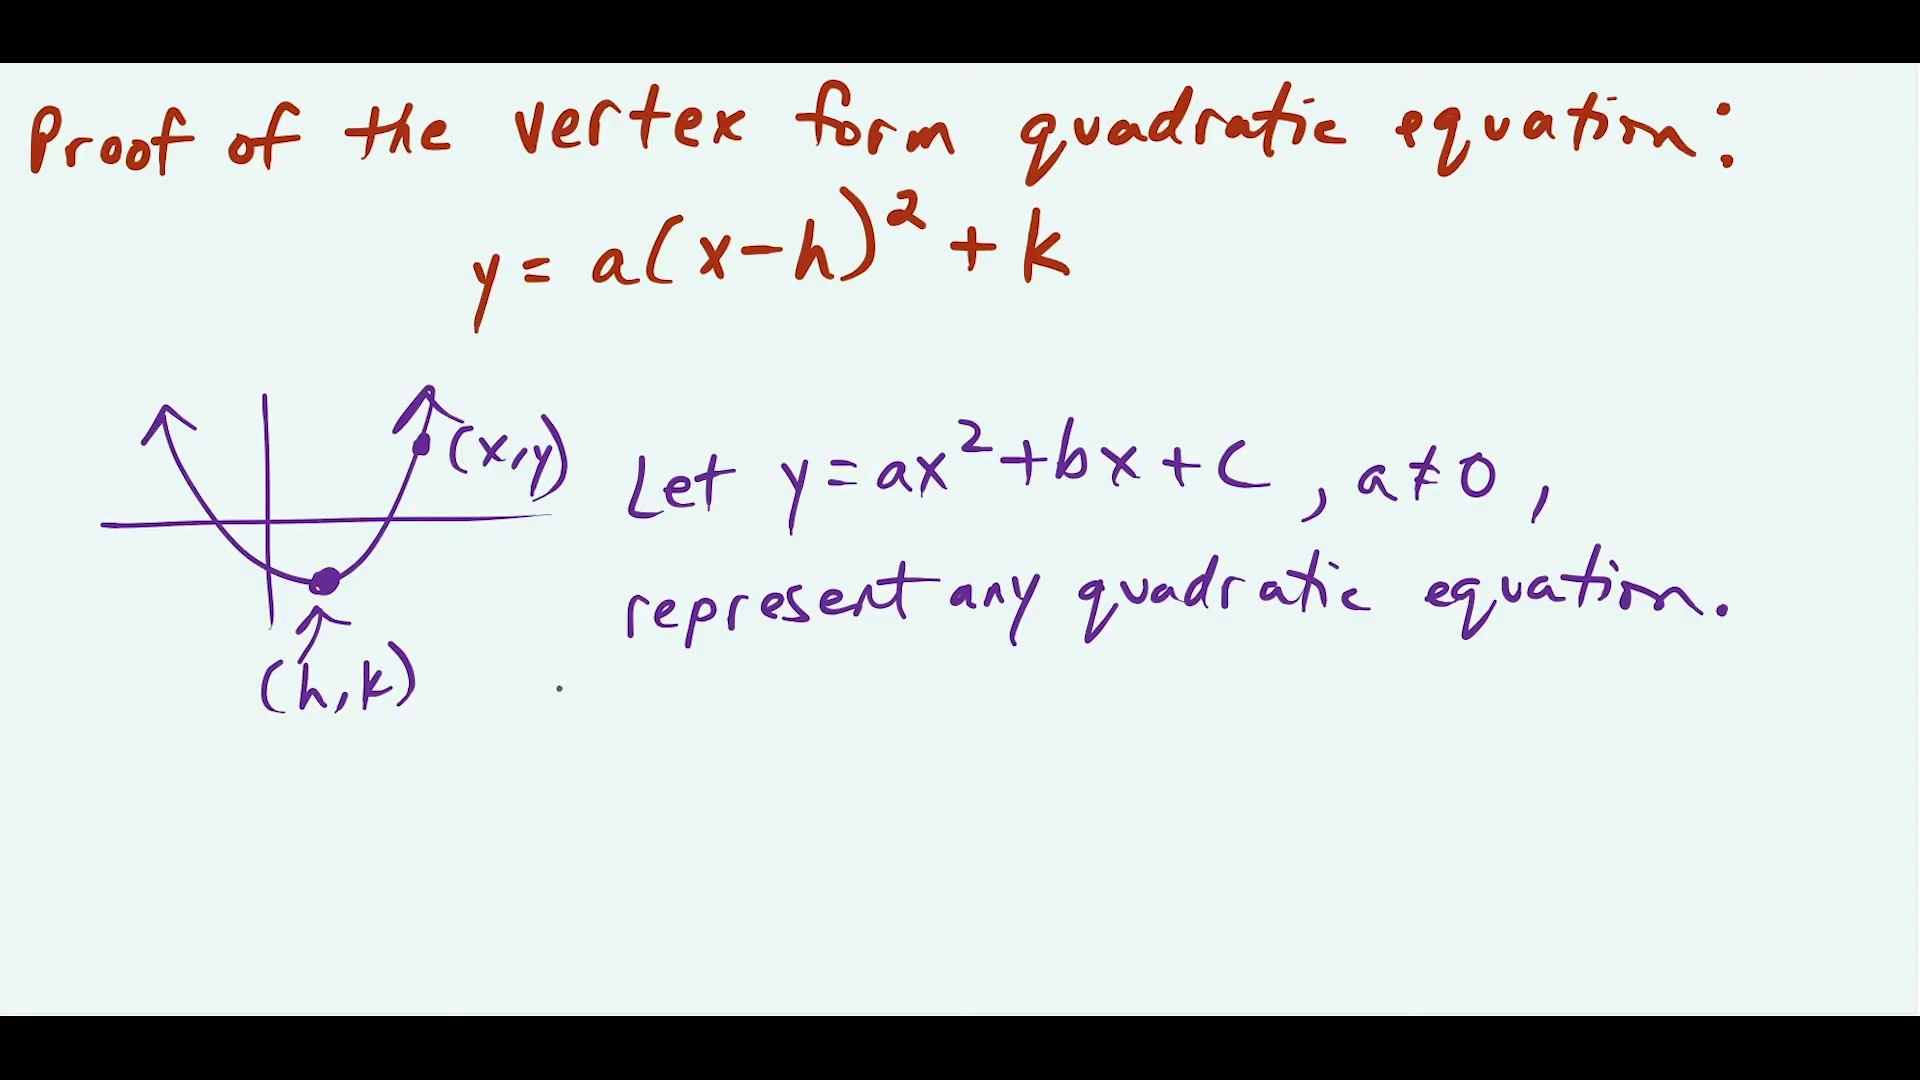 Proof of the vertex form quadratic equation:
y = a(x-h)² + k
(x,y)
Let y = ax² + bx + c , a ≠ 0 ,
represent any quadratic equation.
(h,k)